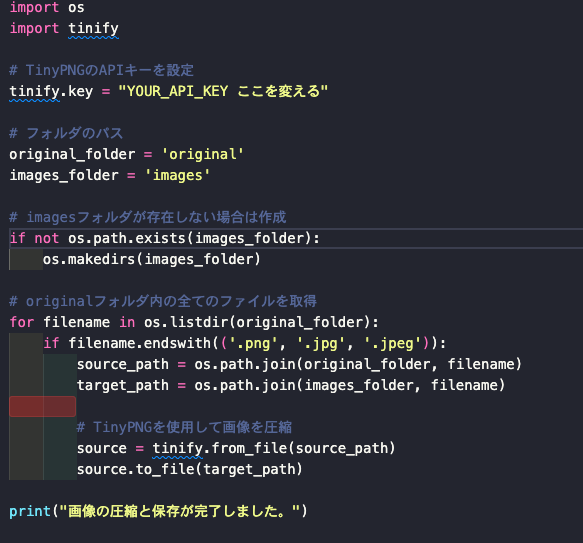 import os
import tinify
# TinyPNGのAPIキーを設定
tinify.key = "YOUR_API_KEY ここを変える"
# フォルダのパス
original_folder = 'original'
images_folder = 'images'
# imagesフォルダが存在しない場合は作成
if not os.path.exists(images_folder):
    os.makedirs(images_folder)
# originalフォルダ内の全てのファイルを取得
for filename in os.listdir(original_folder):
    if filename.endswith(('.png', '.jpg', '.jpeg')):
        source_path = os.path.join(original_folder, filename)
        target_path = os.path.join(images_folder, filename)
        # TinyPNGを使用して画像を圧縮
        source = tinify.from_file(source_path)
        source.to_file(target_path)
print("画像の圧縮と保存が完了しました。")